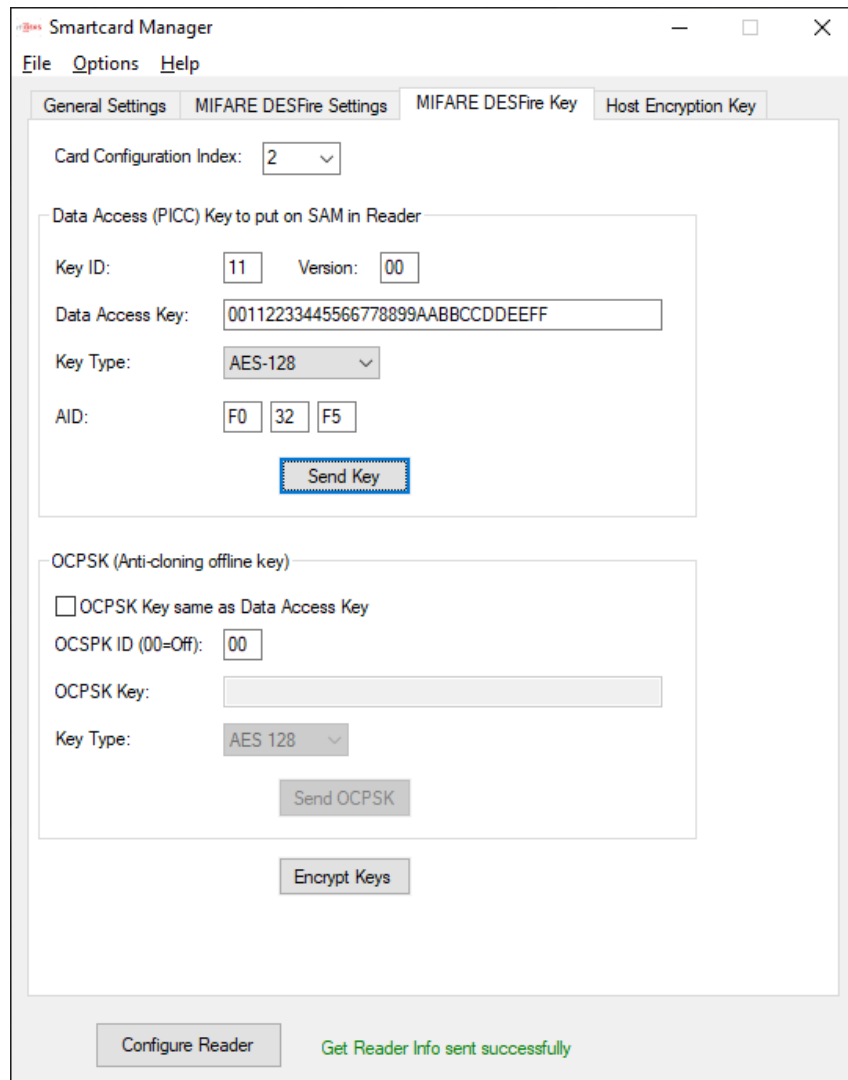 Smartcard Manager
File Options Help
General Settings MIFARE DESFire Settings MIFARE DESFire Key Host Encryption Key
Card Configuration Index: 2
Data Access (PICC) Key to put on SAM in Reader
Key ID: 11 Version: 00
Data Access Key: 00112233445566778899AABBCCDDEEFF
Key Type: AES-128
AID: F0 32 F5
Send Key
OCPSK (Anti-cloning offline key)
OCPSK Key same as Data Access Key
OCSPK ID (00=Off): 00
OCPSK Key:
Key Type: AES 128
Send OCPSK
Encrypt Keys
Configure Reader Get Reader Info sent successfully